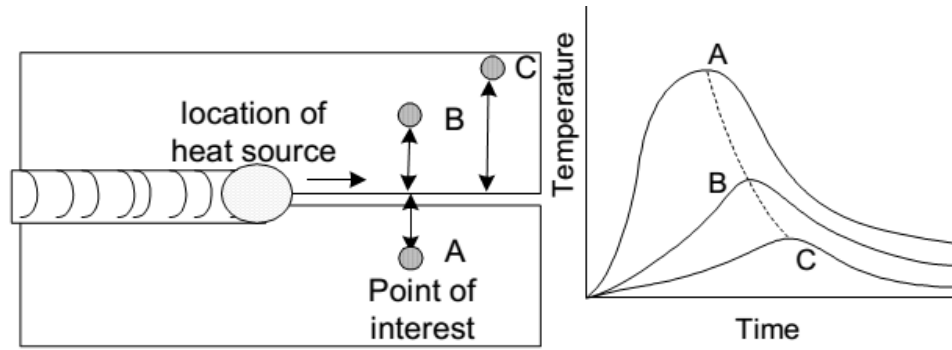 location of
heat source
B
C
A
Point of
interest
Temperature
A
B
C
Time